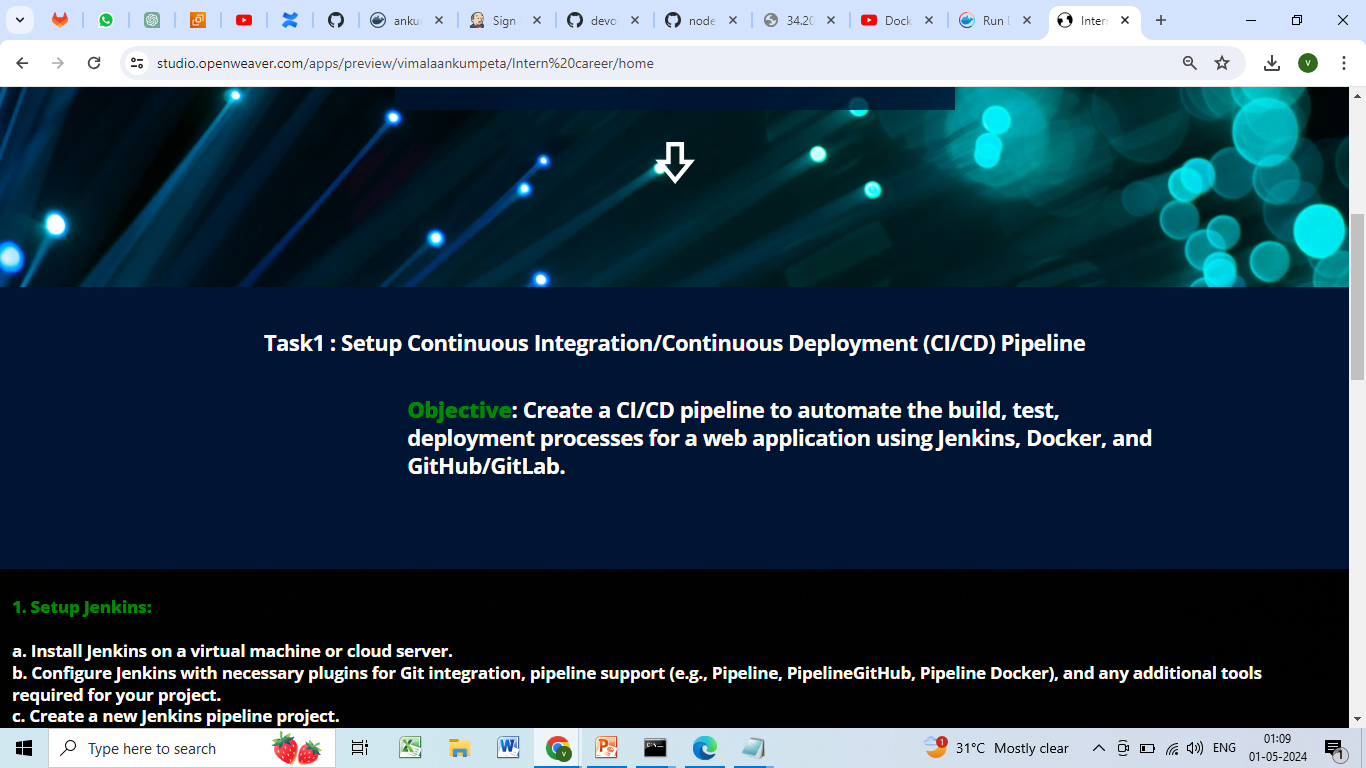 anku
Sign
devo
node
34.20
Dock
Run
Inter
studio.openweaver.com/apps/preview/vimalaankumpeta/Intern%20career/home
V
Task1 : Setup Continuous Integration/Continuous Deployment (CI/CD) Pipeline
Objective: Create a CI/CD pipeline to automate the build, test,
deployment processes for a web application using Jenkins, Docker, and
GitHub/GitLab.
1. Setup Jenkins:
a. Install Jenkins on a virtual machine or cloud server.
b. Configure Jenkins with necessary plugins for Git integration, pipeline support (e.g., Pipeline, PipelineGitHub, Pipeline Docker), and any additional tools
required for your project.
c. Create a new Jenkins pipeline project.
Type here to search
1
31°C Mostly clear
ENG
01:09
01-05-2024
1